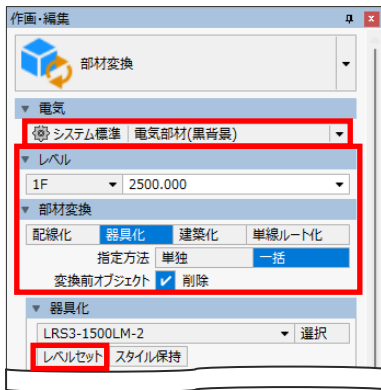 作画・編集
部材変換
電気
システム標準 電気部材(黒背景)
レベル
1F 2500.000
部材変換
配線化 器具化 建築化 単線ルート化
指定方法 単独 一括
変換前オブジェクト 削除
器具化
LRS3-1500LM-2 選択
レベルセット スタイル保持